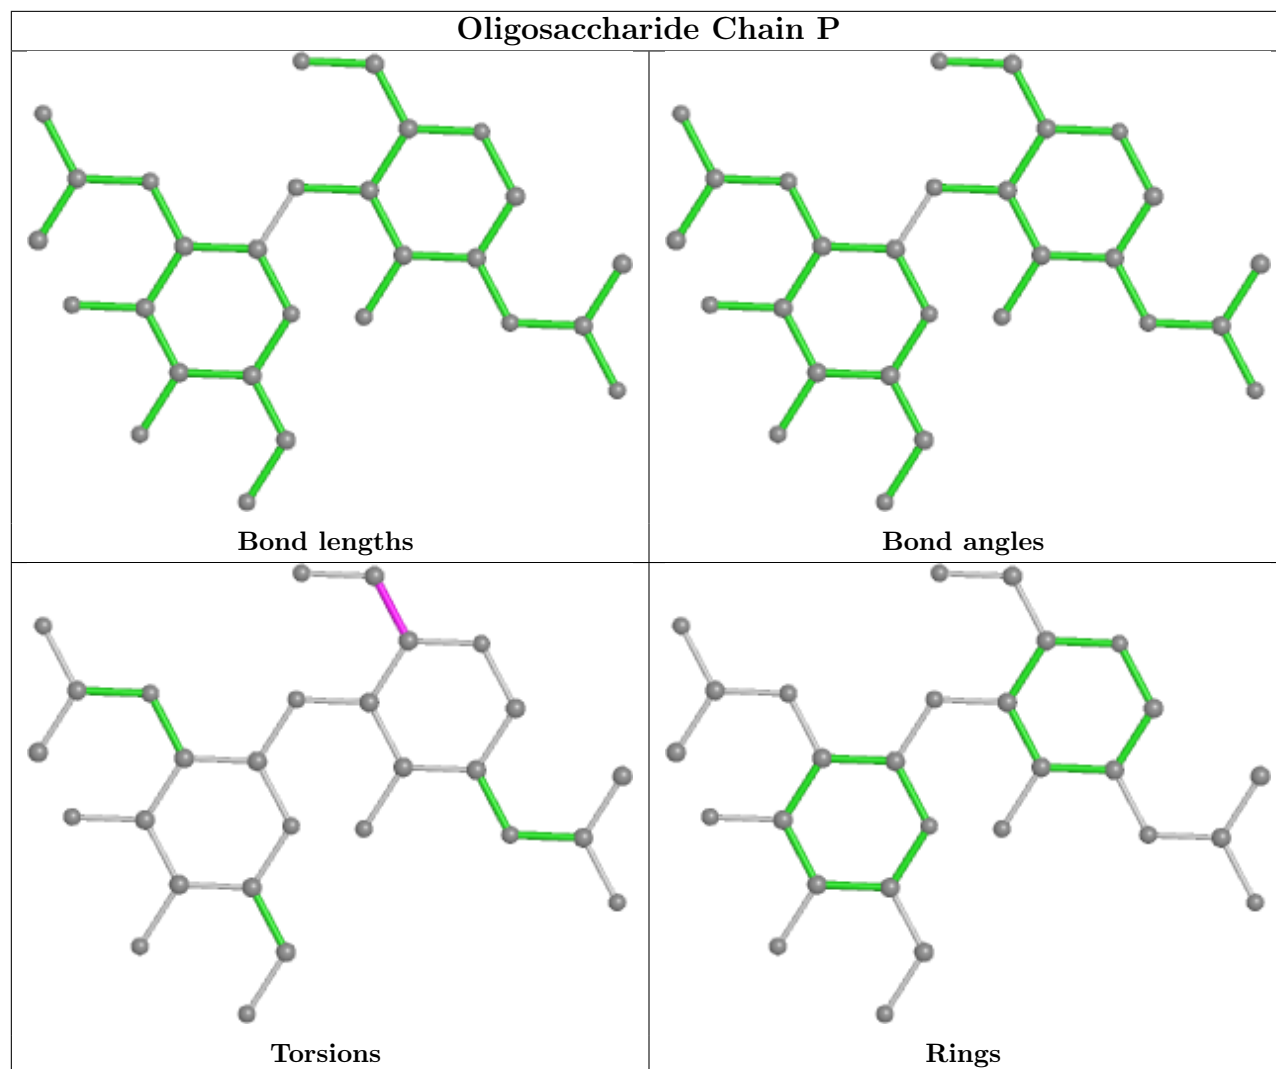 Oligosaccharide Chain P
Bond lengths
Bond angles
Torsions
Rings